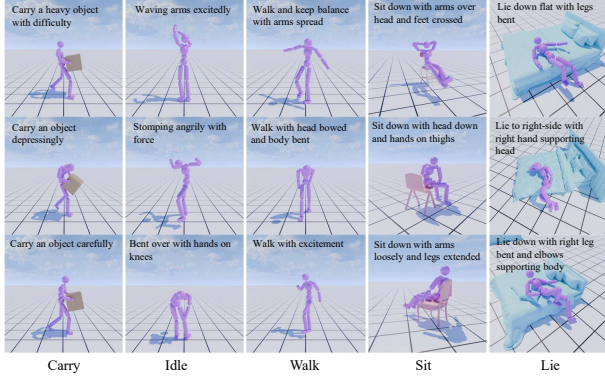 Carry a heavy object
with difficulty
Waving arms excitedly
Walk and keep balance
with arms spread
Sit down with arms over
head and feet crossed
Lie down flat with legs
bent
Carry an object
depressingly
Stomping angrily with
force
Walk with head bowed
and body bent
Sit down with head down
and hands on thighs
Lie to right-side with
right hand supporting
head
Carry an object carefully
Bent over with hands on
knees
Walk with excitement
Sit down with arms
loosely and legs extended
Lie down with right leg
bent and elbows
supporting body
Carry
Idle
Walk
Sit
Lie